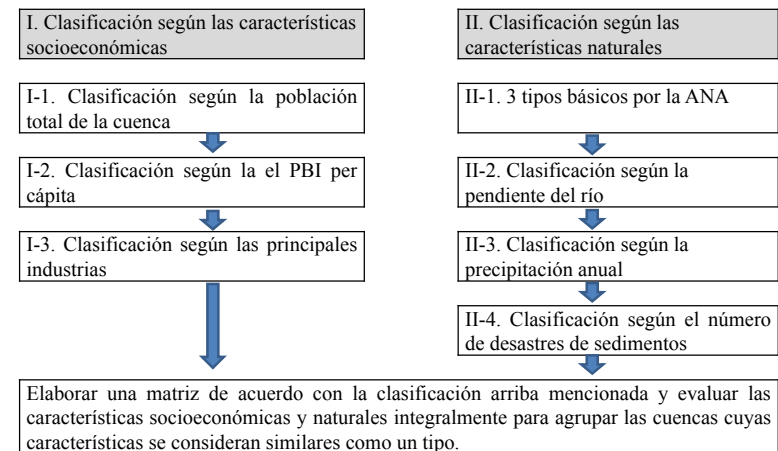 I. Clasificación según las características
socioeconómicas
I-1. Clasificación según la población
total de la cuenca
I-2. Clasificación según la el PBI per
cápita
I-3. Clasificación según las principales
industrias
II. Clasificación según las
características naturales
II-1. 3 tipos básicos por la ANA
II-2. Clasificación según la
pendiente del río
II-3. Clasificación según la
precipitación anual
II-4. Clasificación según el número
de desastres de sedimentos
Elaborar una matriz de acuerdo con la clasificación arriba mencionada y evaluar las
características socioeconómicas y naturales integralmente para agrupar las cuencas cuyas
características se consideran similares como un tipo.